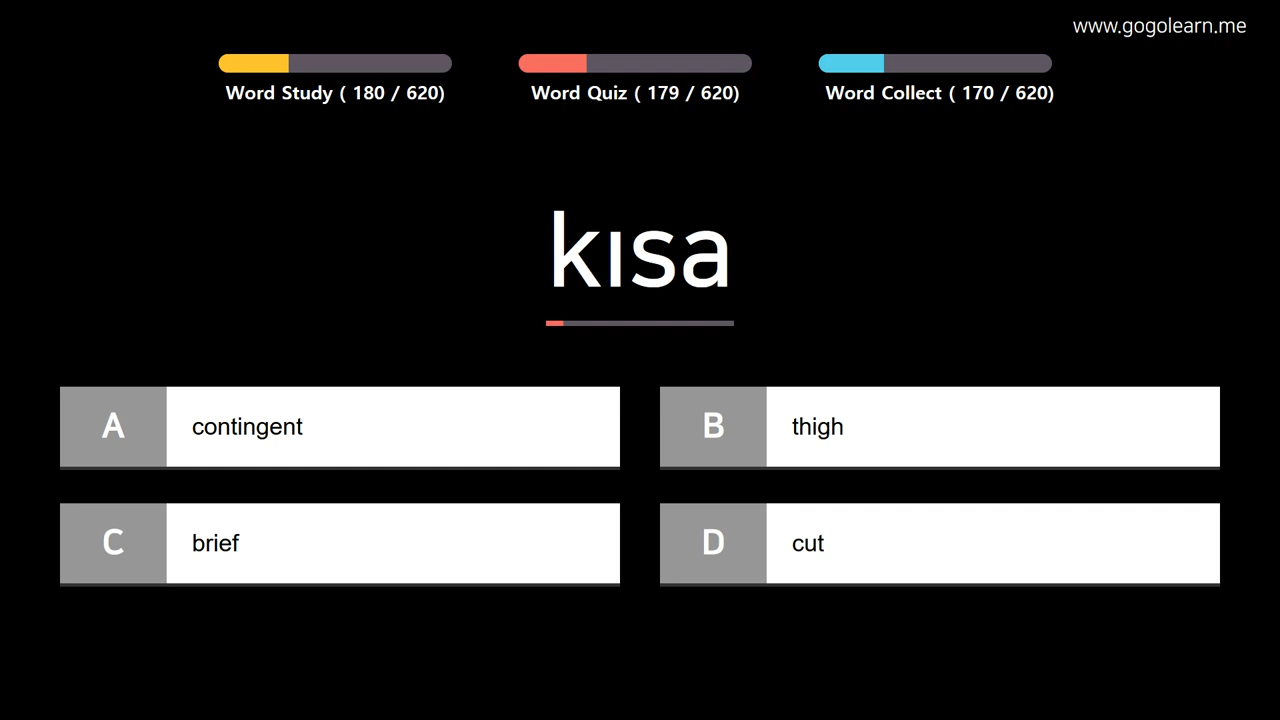 www.gogolearn.me
Word Study ( 180 / 620)
Word Quiz ( 179 / 620)
Word Collect ( 170 / 620)
kısa
A contingent
B thigh
C brief
D cut